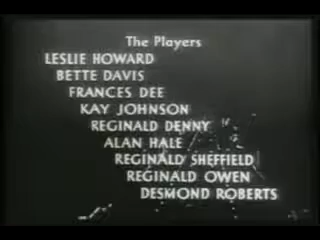 The Players
LESLIE HOWARD
BETTE DAVIS
FRANCES DEE
KAY JOHNSON
REGINALD DENNY
ALAN HALE
REGINALD SHEFFIELD
REGINALD OWEN
DESMOND ROBERTS